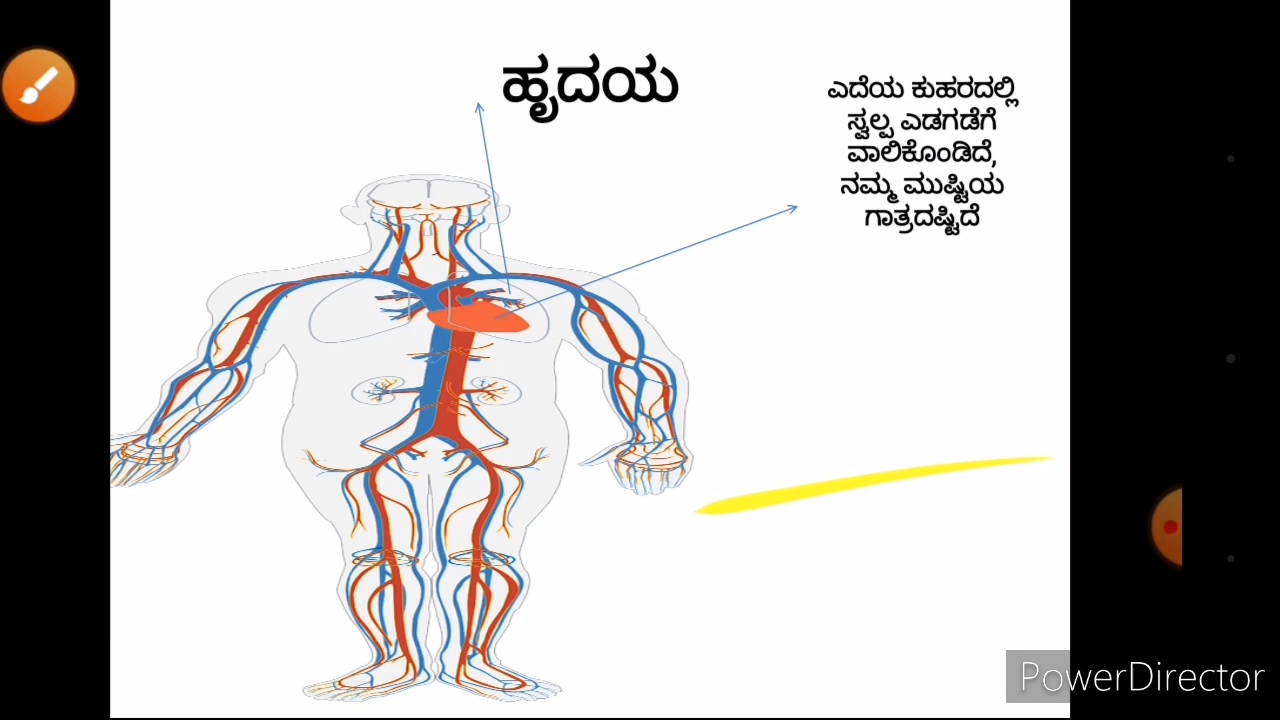 ಹೃದಯ
ಎದೆಯ ಕುಹರದಲ್ಲಿ
ಸ್ವಲ್ಪ ಎಡಗಡೆಗೆ
ವಾಲಿಕೊಂಡಿದೆ,
ನಮ್ಮ ಮುಷ್ಟಿಯ
ಗಾತ್ರದಷ್ಟಿದೆ
PowerDirector